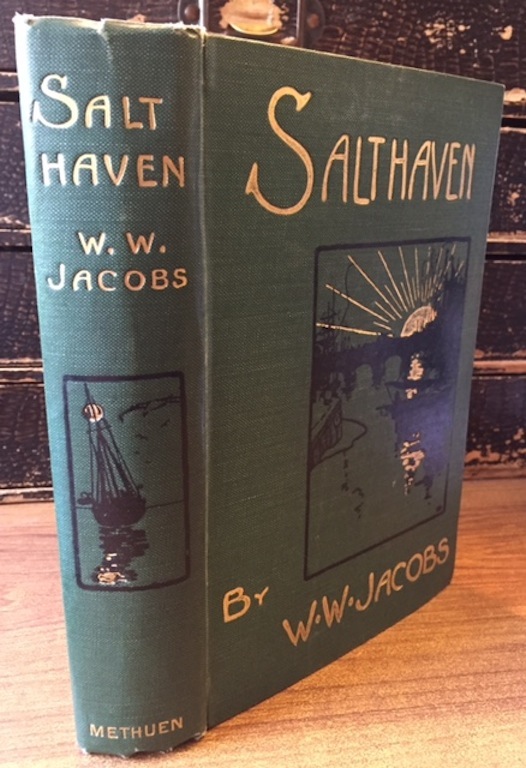 SALT
HAVEN
W. W.
JACOBS
METHUEN
SALTHAVEN
BY W.W.JACOBS